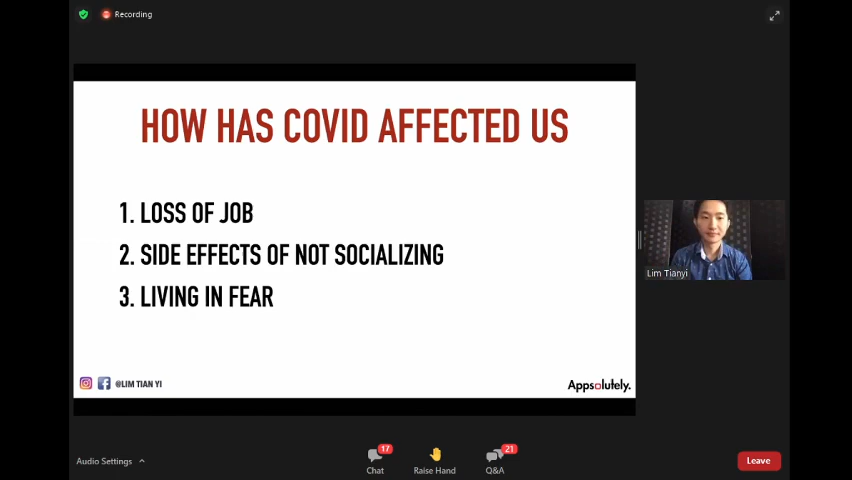 Recording
HOW HAS COVID AFFECTED US
1. LOSS OF JOB
2. SIDE EFFECTS OF NOT SOCIALIZING
3. LIVING IN FEAR
@LIM TIAN YI
Appsolutely.
Lim Tianyi
Audio Settings
17
Chat
Raise Hand
21
Q&A
Leave